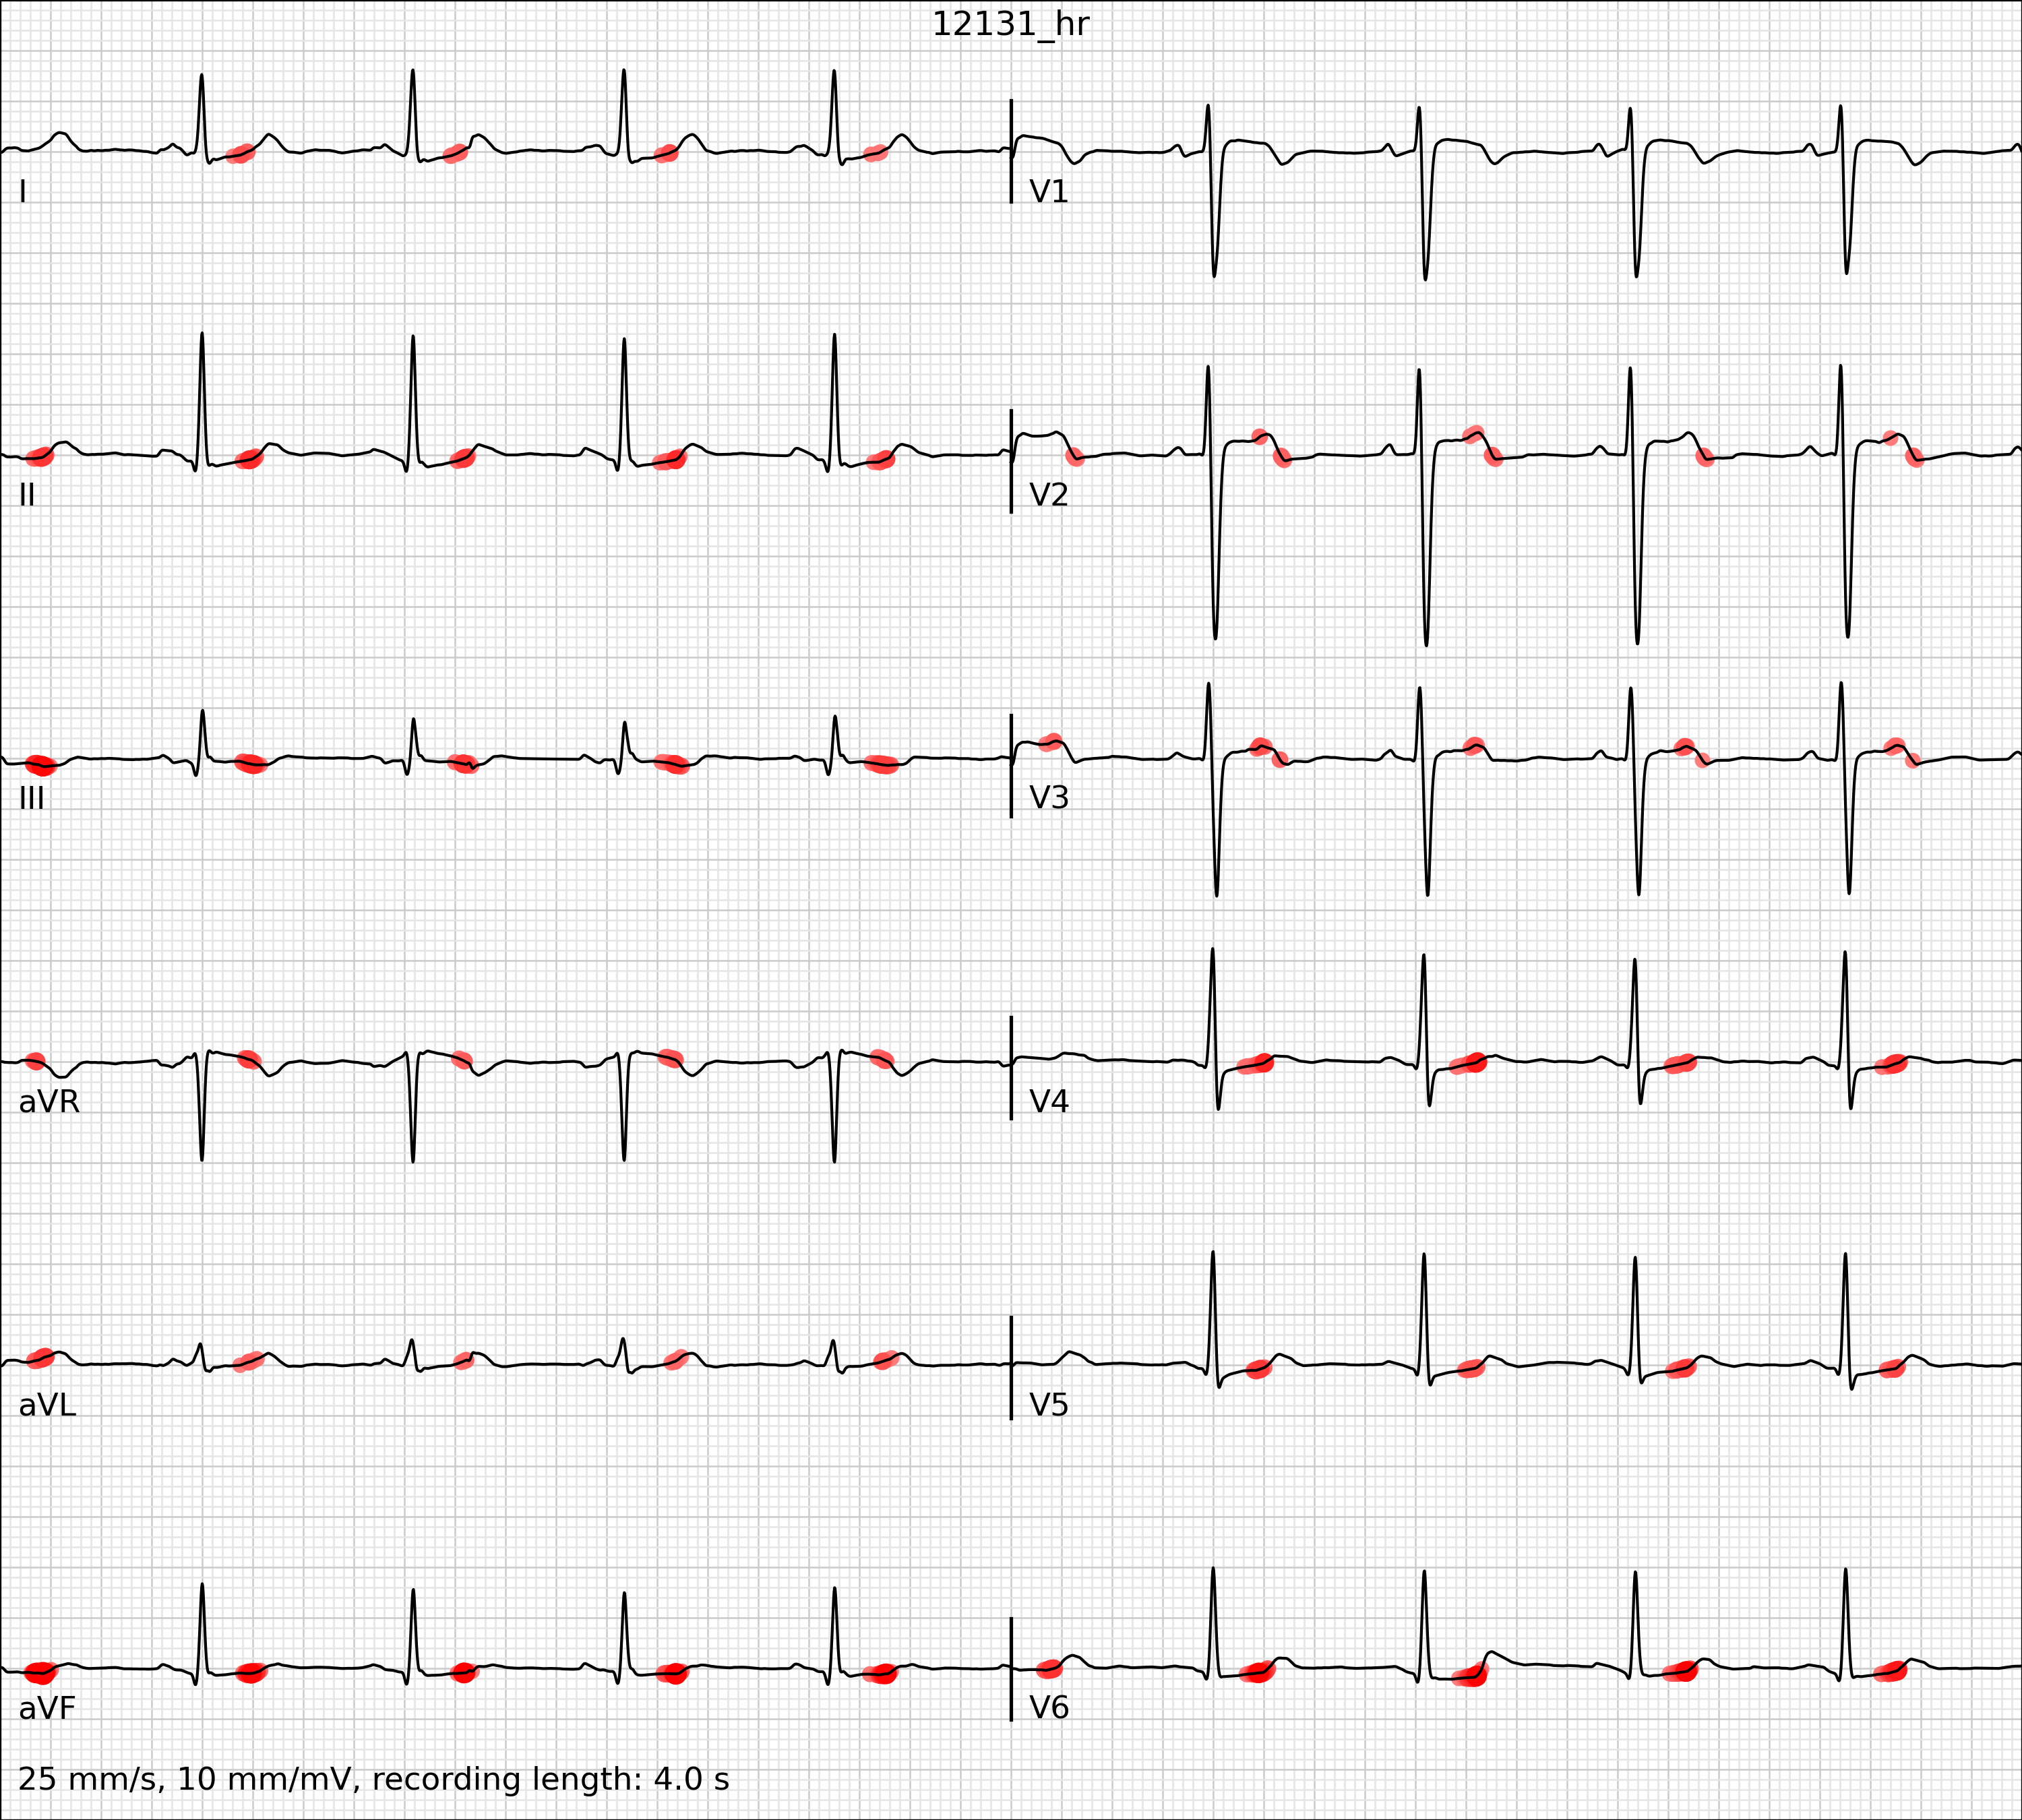 12131_hr
I
V1
II
V2
III
V3
aVR
V4
aVL
V5
aVF
V6
25 mm/s, 10 mm/mV, recording length: 4.0 s